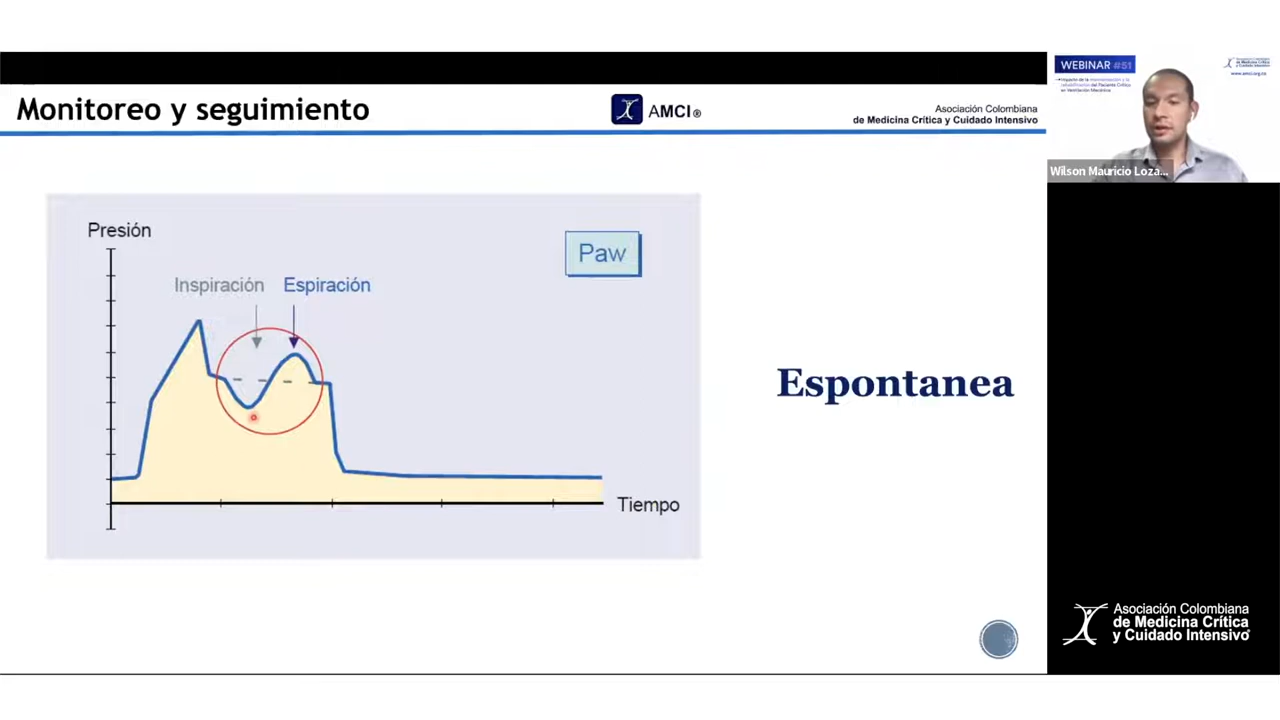 Monitoreo y seguimiento
AMCI®
Asociación Colombiana
de Medicina Crítica y Cuidado Intensivo
Presión
Paw
Inspiración
Espiración
Tiempo
Espontanea
WEBINAR #51
Wilson Mauricio Loza...
Asociación Colombiana
de Medicina Crítica
y Cuidado Intensivo